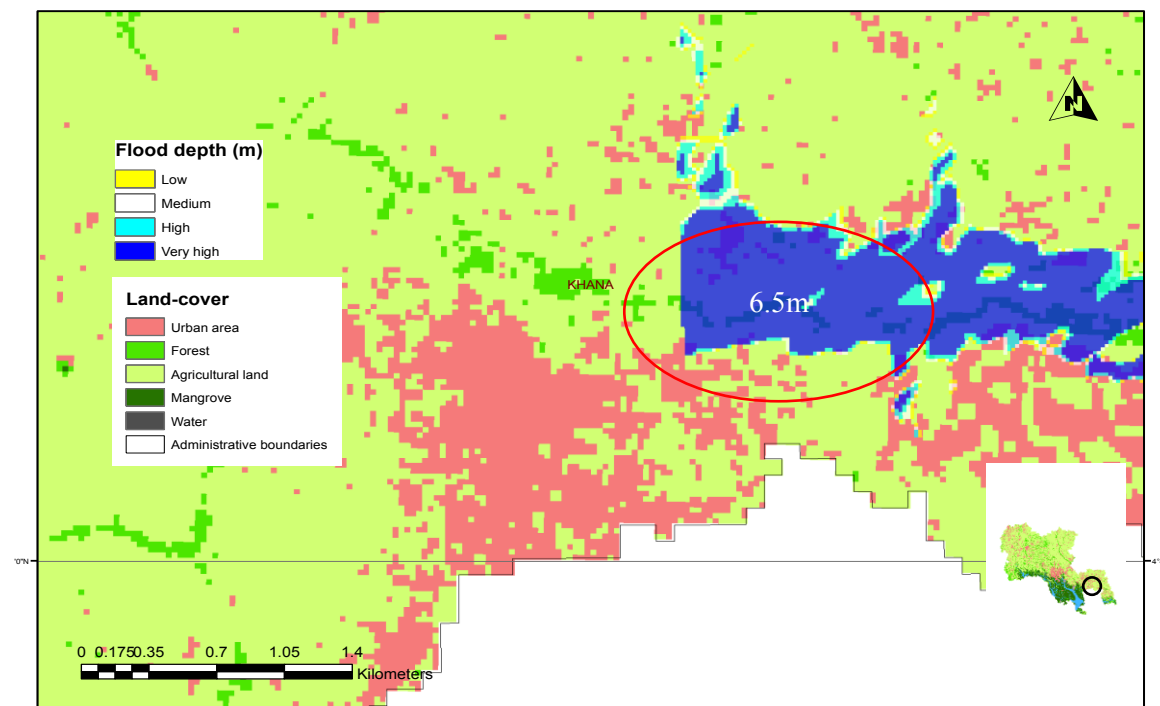 N
Flood depth (m)
Low
Medium
High
Very high
KHANA
6.5m
Land-cover
Urban area
Forest
Agricultural land
Mangrove
Water
Administrative boundaries
°0'N
4°
0 0.175 0.35 0.7 1.05 1.4
Kilometers